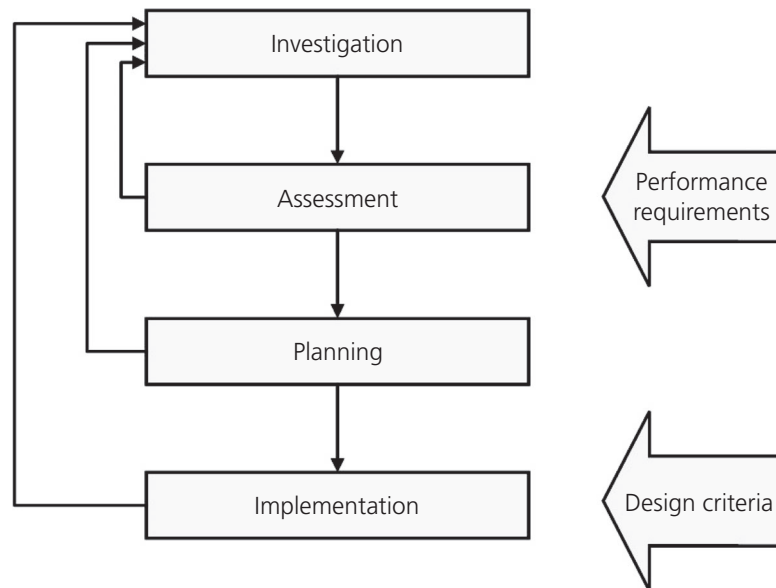 Investigation
Assessment
Performance
requirements
Planning
Implementation
Design criteria